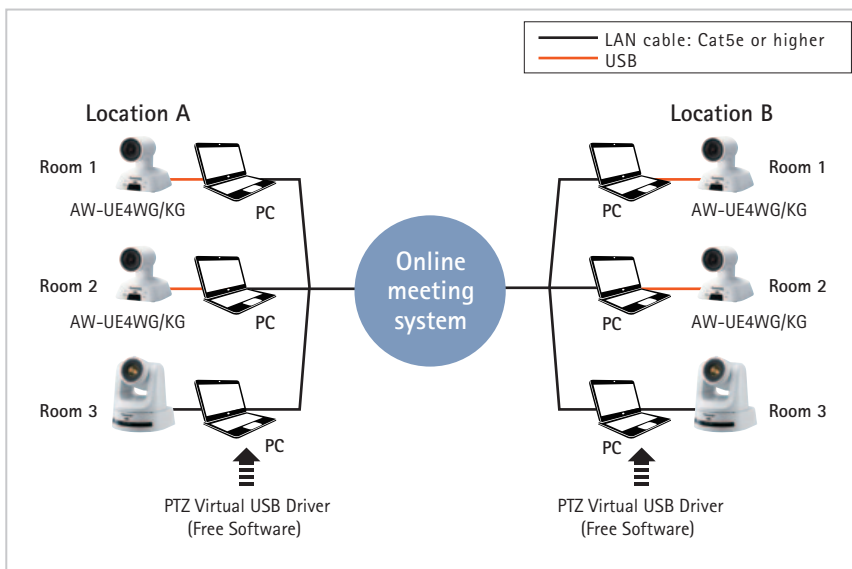 LAN cable: Cat5e or higher
USB
Location A
Location B
Room 1
AW-UE4WG/KG
PC
Room 2
AW-UE4WG/KG
PC
Room 3
PC
PTZ Virtual USB Driver
(Free Software)
Online
meeting
system
Room 1
PC
AW-UE4WG/KG
Room 2
PC
AW-UE4WG/KG
Room 3
PC
PTZ Virtual USB Driver
(Free Software)